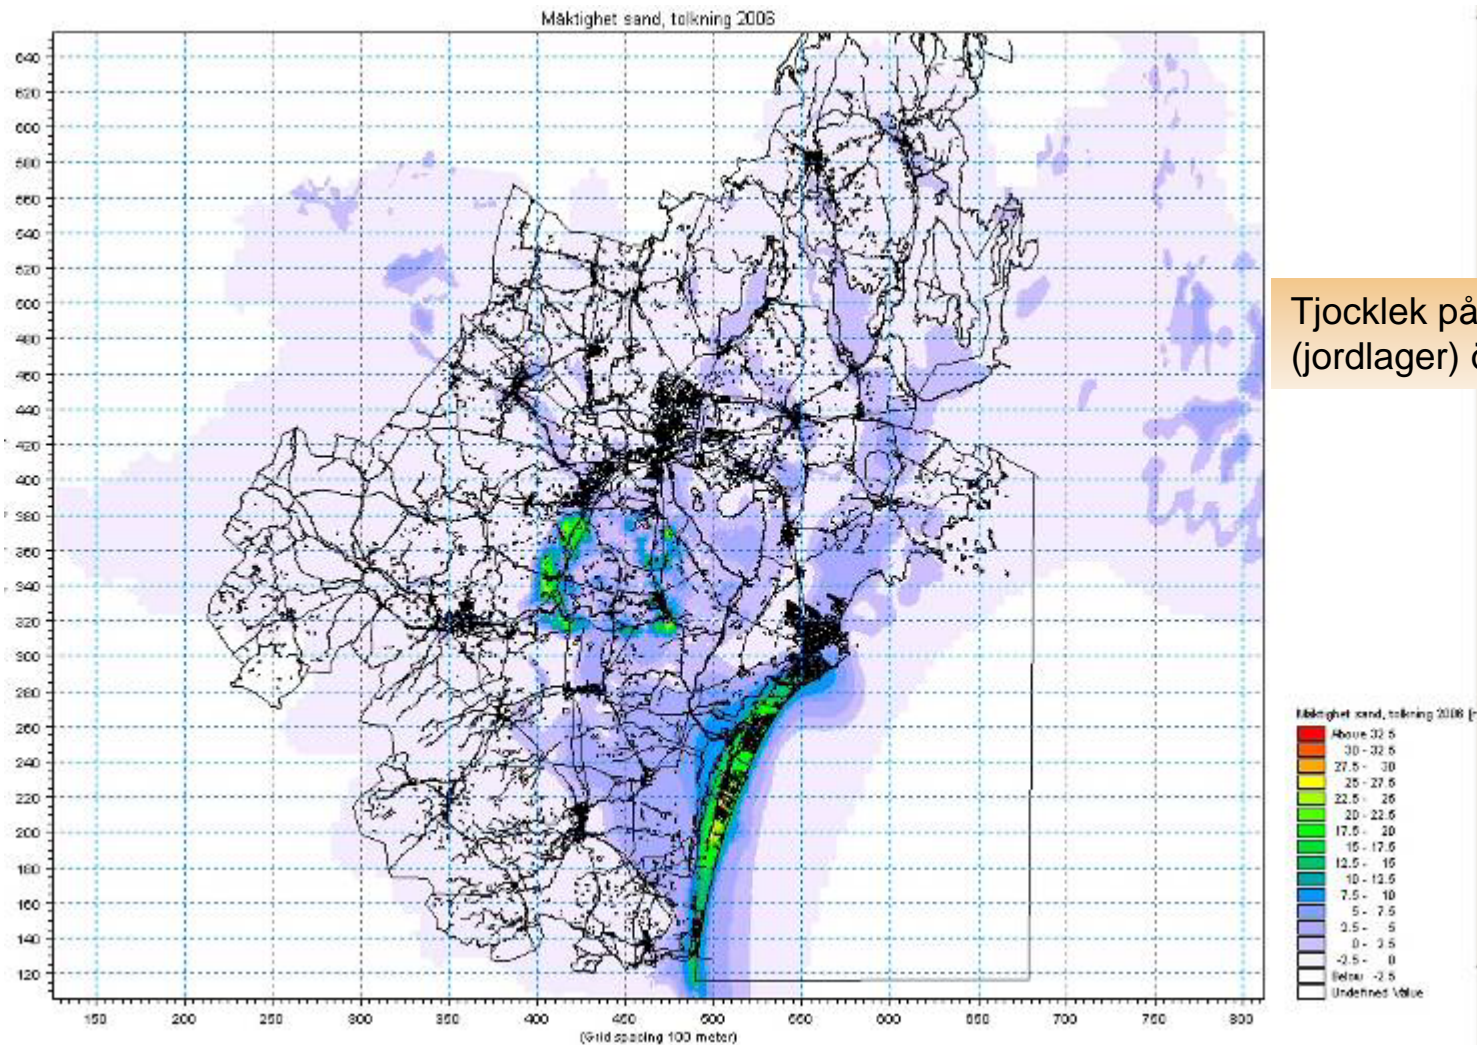 Mäktighet sand, tolkning 2006
640
620
600
580
560
540
520
500
480
460
440
420
400
380
360
340
320
300
280
260
240
220
200
180
160
140
120
150 200 250 300 350 400 450 500 550 600 650 700 750 800
(Grid spacing 100 meter)
Tjocklek på
(jordlager) ö
Mäktighet sand, tolkning 2006 [m
Above 32.5
30 - 32.5
27.5 - 30
25 - 27.5
22.5 - 25
20 - 22.5
17.5 - 20
15 - 17.5
12.5 - 15
10 - 12.5
7.5 - 10
5 - 7.5
2.5 - 5
0 - 2.5
-2.5 - 0
Below -2.5
Undefined Value